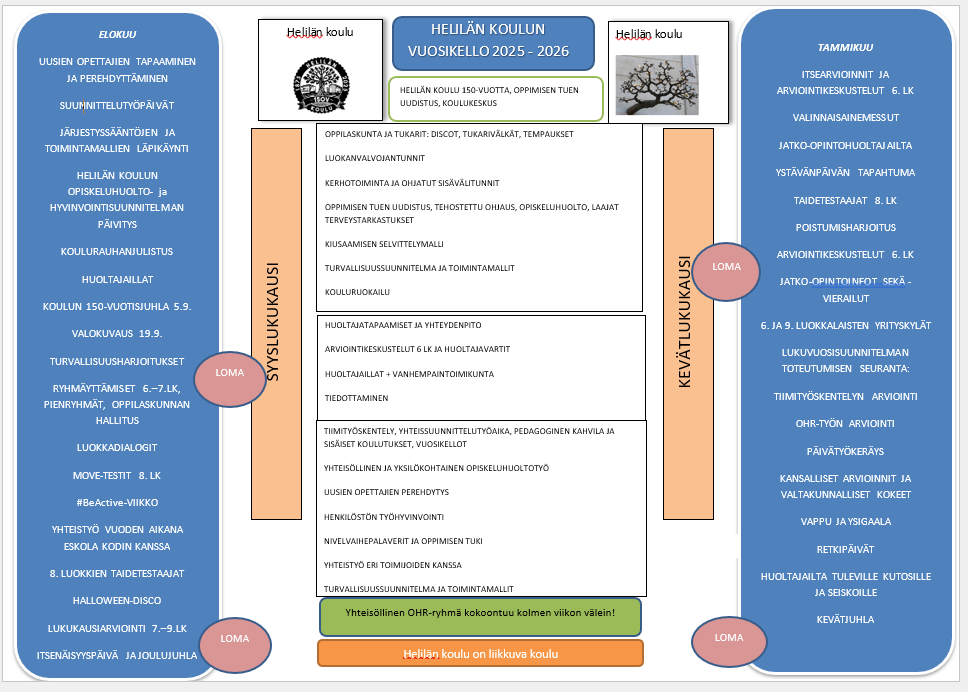 HELILÄN KOULUN
VUOSIKELLO 2025 - 2026
HELILÄN KOULU 150-VUOTTA, OPPIMISEN TUEN
UUDISTUS, KOULUKESKUS
Helilän koulu
150V
KOULU
Helilän koulu
ELOKUU
UUSIEN OPETTAJIEN TAPAAMINEN
JA PEREHDYTTÄMINEN
SUUNNITTELUTYÖPÄIVÄT
JÄRJESTYSSÄÄNTÖJEN JA
TOIMINTAMALLIEN LÄPIKÄYNTI
HELILÄN KOULUN
OPISKELUHUOLTO- ja
HYVINVOINTISUUNNITELMAN
PÄIVITYS
KOULURAUHANJULISTUS
HUOLTAJAILLAT
KOULUN 150-VUOTISJUHLA 5.9.
VALOKUVAUS 19.9.
TURVALLISUUSHARJOITUKSET
RYHMÄYTTÄMISET 6.–7.LK,
PIENRYHMÄT, OPPILASKUNNAN
HALLITUS
LUOKKADIALOGIT
MOVE-TESTIT 8. LK
#BeActive-VIIKKO
YHTEISTYÖ VUODEN AIKANA
ESKOLA KODIN KANSSA
8. LUOKKIEN TAIDETESTAAJAT
HALLOWEEN-DISCO
LUKUKAUSIARVIOINTI 7.–9.LK
ITSENÄISYYSPÄIVÄ JA JOULUJUHLA
LOMA
LOMA
SYYSLUKUKAUSI
OPPILASKUNTA JA TUKARIT: DISCOT, TUKARIVÄLKÄT, TEMPAUKSET
LUOKANVALVOJANTUNNIT
KERHOTOIMINTA JA OHJATUT SISÄVÄLITUNNIT
OPPIMISEN TUEN UUDISTUS, TEHOSTETTU OHJAUS, OPISKELUHUOLTO, LAAJAT
TERVEYSTARKASTUKSET
KIUSAAMISEN SELVITTELYMALLI
TURVALLISUUSSUUNNITELMA JA TOIMINTAMALLIT
KOULURUOKAILU
HUOLTAJATAPAAMISET JA YHTEYDENPITO
ARVIOINTIKESKUSTELUT 6 LK JA HUOLTAJAVARTIT
HUOLTAJAILLAT + VANHEMPAINTOIMIKUNTA
TIEDOTTAMINEN
TIIMITYÖSKENTELY, YHTEISSUUNNITTELUTYÖAIKA, PEDAGOGINEN KAHVILA JA
SISÄISET KOULUTUKSET, VUOSIKELLOT
YHTEISÖLLINEN JA YKSILÖKOHTAINEN OPISKELUHUOLTOTYÖ
UUSIEN OPETTAJIEN PEREHDYTYS
HENKILÖSTÖN TYÖHYVINVOINTI
NIVELVAIHEPALAVERIT JA OPPIMISEN TUKI
YHTEISTYÖ ERI TOIMIJOIDEN KANSSA
TURVALLISUUSSUUNNITELMA JA TOIMINTAMALLIT
Yhteisöllinen OHR-ryhmä kokoontuu kolmen viikon välein!
Helilän koulu on liikkuva koulu
KEVÄTLUKUKAUSI
LOMA
LOMA
TAMMIKUU
ITSEARVIOINNIT JA
ARVIOINTIKESKUSTELUT 6. LK
VALINNAISAINEMESSUT
JATKO-OPINTOHUOLTAJAILTA
YSTÄVÄNPÄIVÄN TAPAHTUMA
TAIDETESTAAJAT 8. LK
POISTUMISHARJOITUS
ARVIOINTIKESKUSTELUT 6. LK
JATKO-OPINTOINFOT SEKÄ -
VIERAILUT
6. JA 9. LUOKKALAISTEN YRITYSKYLÄT
LUKUVUOSISUUNNITELMAN
TOTEUTUMISEN SEURANTA:
TIIMITYÖSKENTELYN ARVIOINTI
OHR-TYÖN ARVIOINTI
PÄIVÄTYÖKERÄYS
KANSALLISET ARVIOINNIT JA
VALTAKUNNALLISET KOKEET
VAPPU JA YSIGAALA
RETKIPÄIVÄT
HUOLTAJAILTA TULEVILLE KUTOSILLE
JA SEISKOILLE
KEVÄTJUHLA